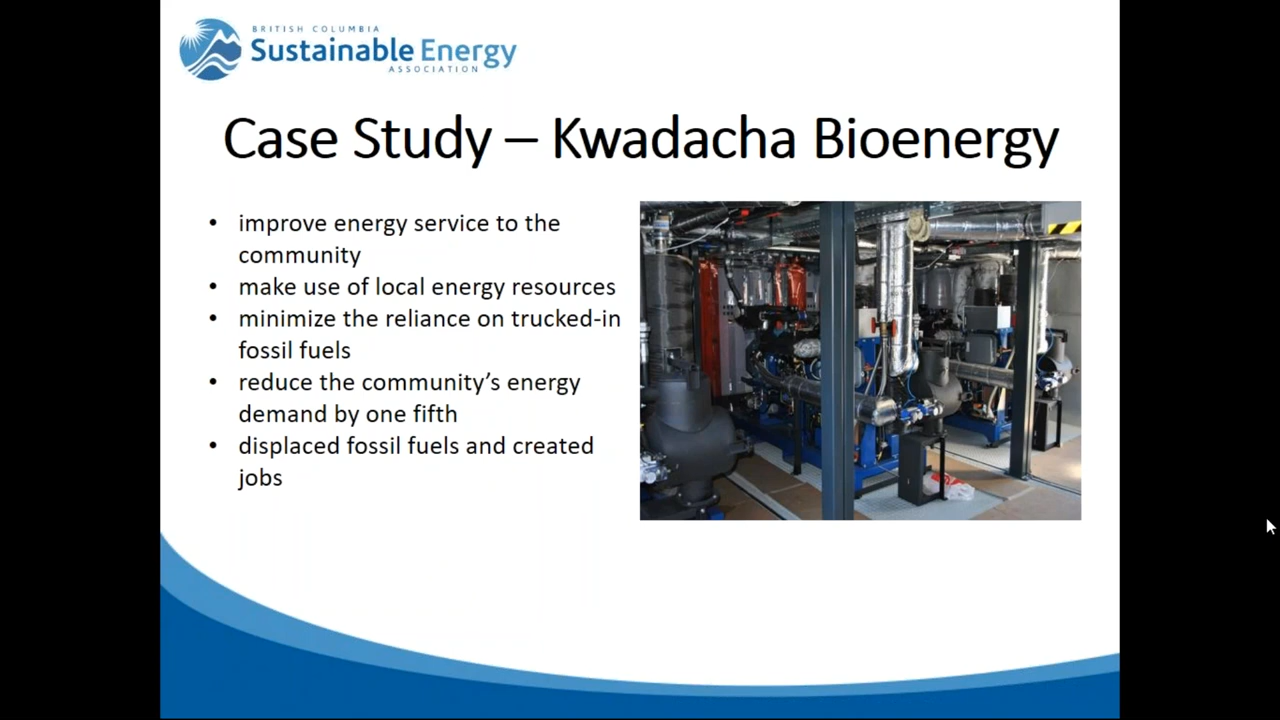 BRITISH COLUMBIA
Sustainable Energy
ASSOCIATION
Case Study – Kwadacha Bioenergy
• improve energy service to the
community
• make use of local energy resources
• minimize the reliance on trucked-in
fossil fuels
• reduce the community’s energy
demand by one fifth
• displaced fossil fuels and created
jobs